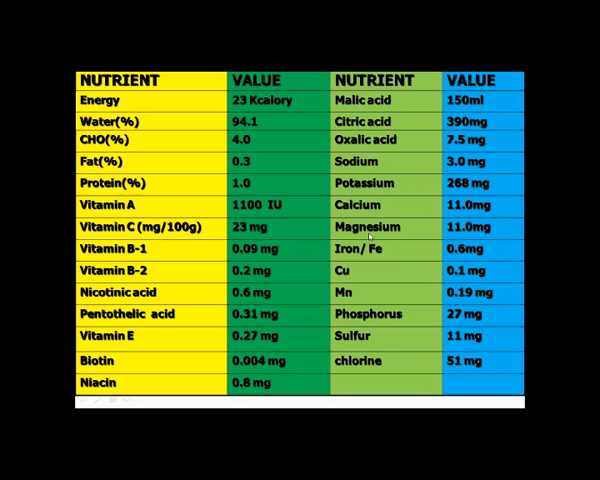 NUTRIENT VALUE NUTRIENT VALUE
Energy 23 Kcalory Malic acid 150ml
Water(%) 94.1 Citric acid 390mg
CHO(%) 4.0 Oxalic acid 7.5 mg
Fat(%) 0.3 Sodium 3.0 mg
Protein(%) 1.0 Potassium 268 mg
Vitamin A 1100 IU Calcium 11.0mg
Vitamin C (mg/100g) 23 mg Magnesium 11.0mg
Vitamin B-1 0.09 mg Iron/ Fe 0.6mg
Vitamin B-2 0.2 mg Cu 0.1 mg
Nicotinic acid 0.6 mg Mn 0.19 mg
Pentothelic acid 0.31 mg Phosphorus 27 mg
Vitamin E 0.27 mg Sulfur 11 mg
Biotin 0.004 mg chlorine 51 mg
Niacin 0.8 mg